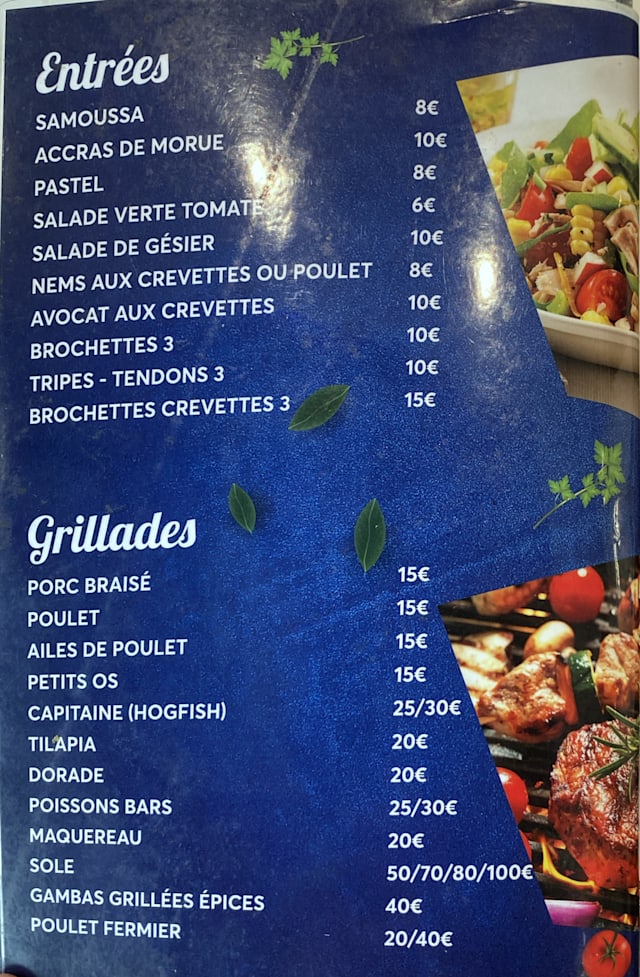 Entrées
SAMOUSSA 8€
ACCRAS DE MORUE 10€
PASTEL 8€
SALADE VERTE TOMATE 6€
SALADE DE GÉSIER 10€
NEMS AUX CREVETTES OU POULET 8€
AVOCAT AUX CREVETTES 10€
BROCHETTES 3 10€
TRIPES - TENDONS 3 10€
BROCHETTES CREVETTES 3 15€
Grillades
PORC BRAISÉ 15€
POULET 15€
AILES DE POULET 15€
PETITS OS 15€
CAPITAINE (HOGFISH) 25/30€
TILAPIA 20€
DORADE 20€
POISSONS BARS 25/30€
MAQUEREAU 20€
SOLE 50/70/80/100€
GAMBAS GRILLÉES ÉPICES 40€
POULET FERMIER 20/40€